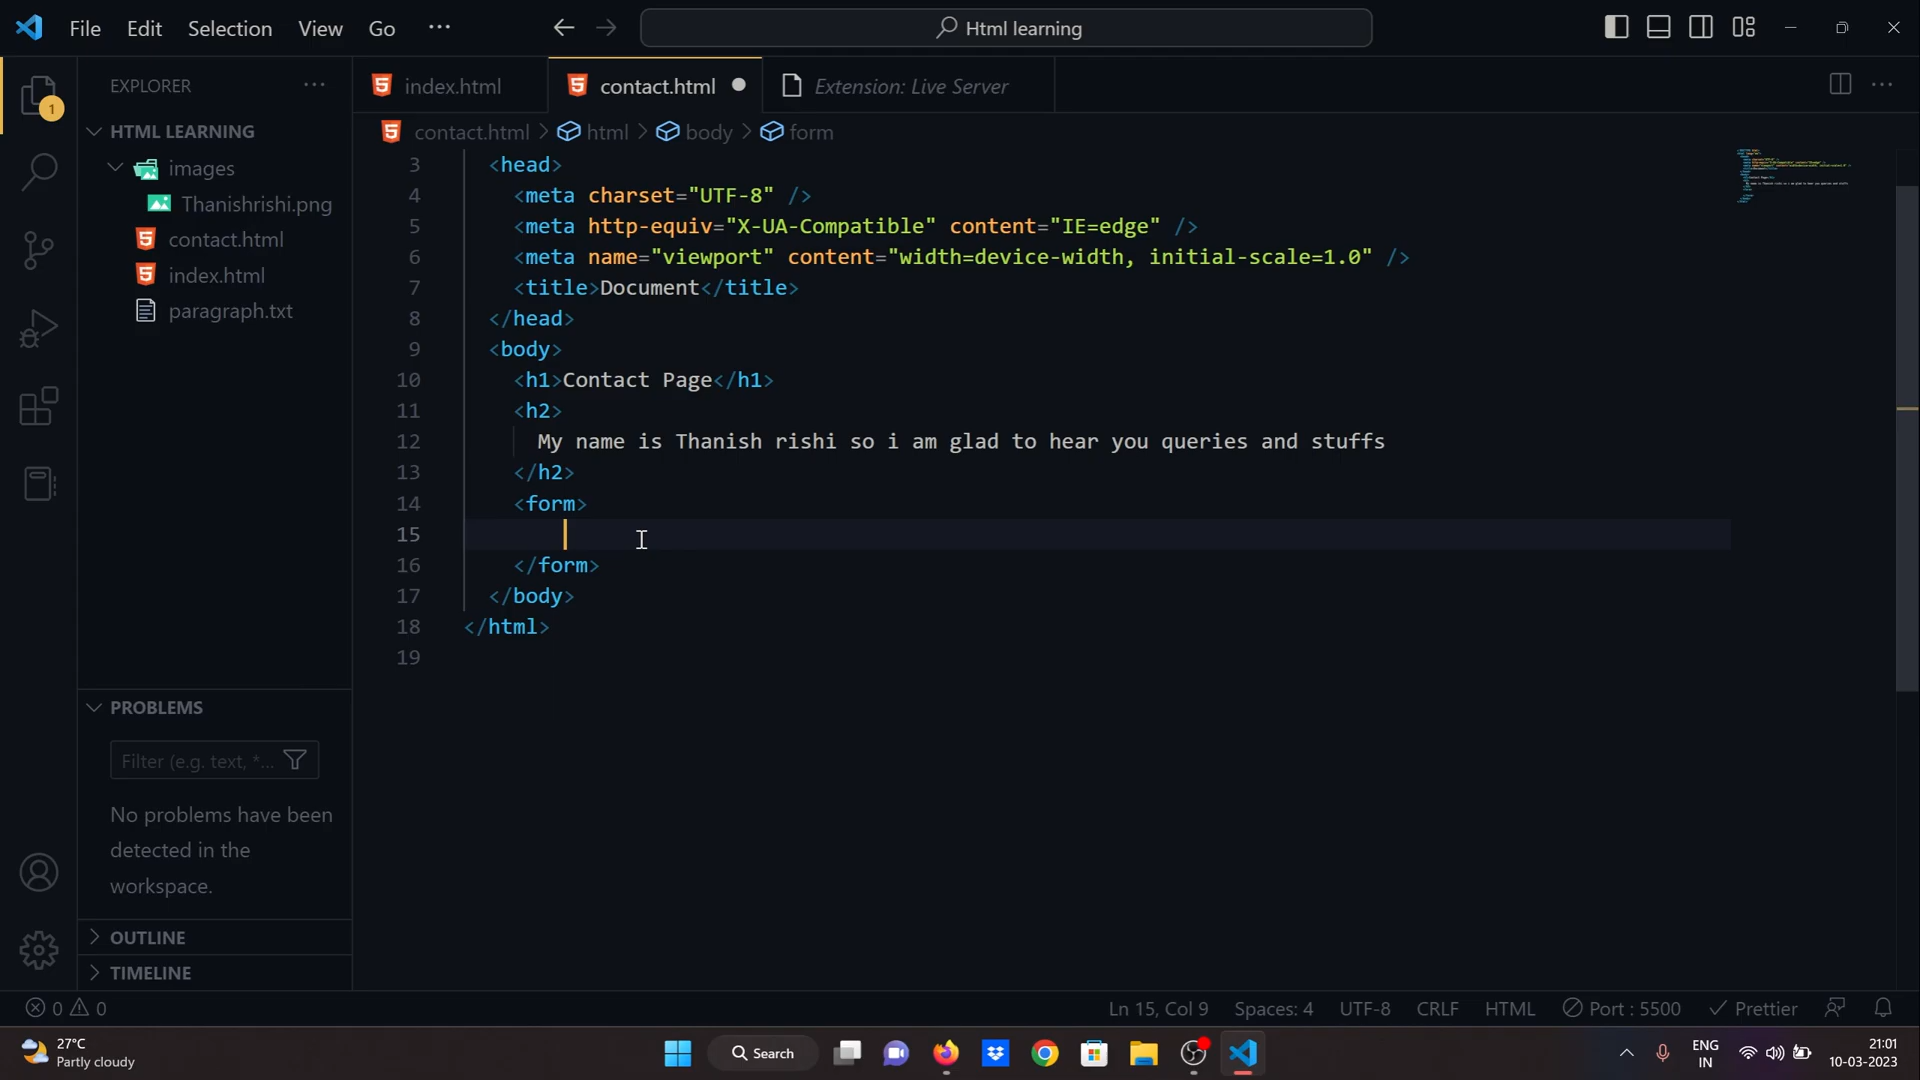 File Edit Selection View Go ··· Html learning
EXPLORER ···
index.html contact.html Extension: Live Server ···
HTML LEARNING
images
Thanishrishi.png
contact.html
index.html
paragraph.txt
contact.html > html > body > form
3 <head>
4 <meta charset="UTF-8" />
5 <meta http-equiv="X-UA-Compatible" content="IE=edge" />
6 <meta name="viewport" content="width=device-width, initial-scale=1.0" />
7 <title>Document</title>
8 </head>
9 <body>
10 <h1>Contact Page</h1>
11 <h2>
12 My name is Thanish rishi so i am glad to hear you queries and stuffs
13 </h2>
14 <form>
15
16 </form>
17 </body>
18 </html>
19
1
PROBLEMS
Filter (e.g. text, *...
No problems have been
detected in the
workspace.
OUTLINE
TIMELINE
0 0 Ln 15, Col 9 Spaces: 4 UTF-8 CRLF HTML Port : 5500 Prettier
27°C
Partly cloudy
Search
ENG
IN
21:01
10-03-2023